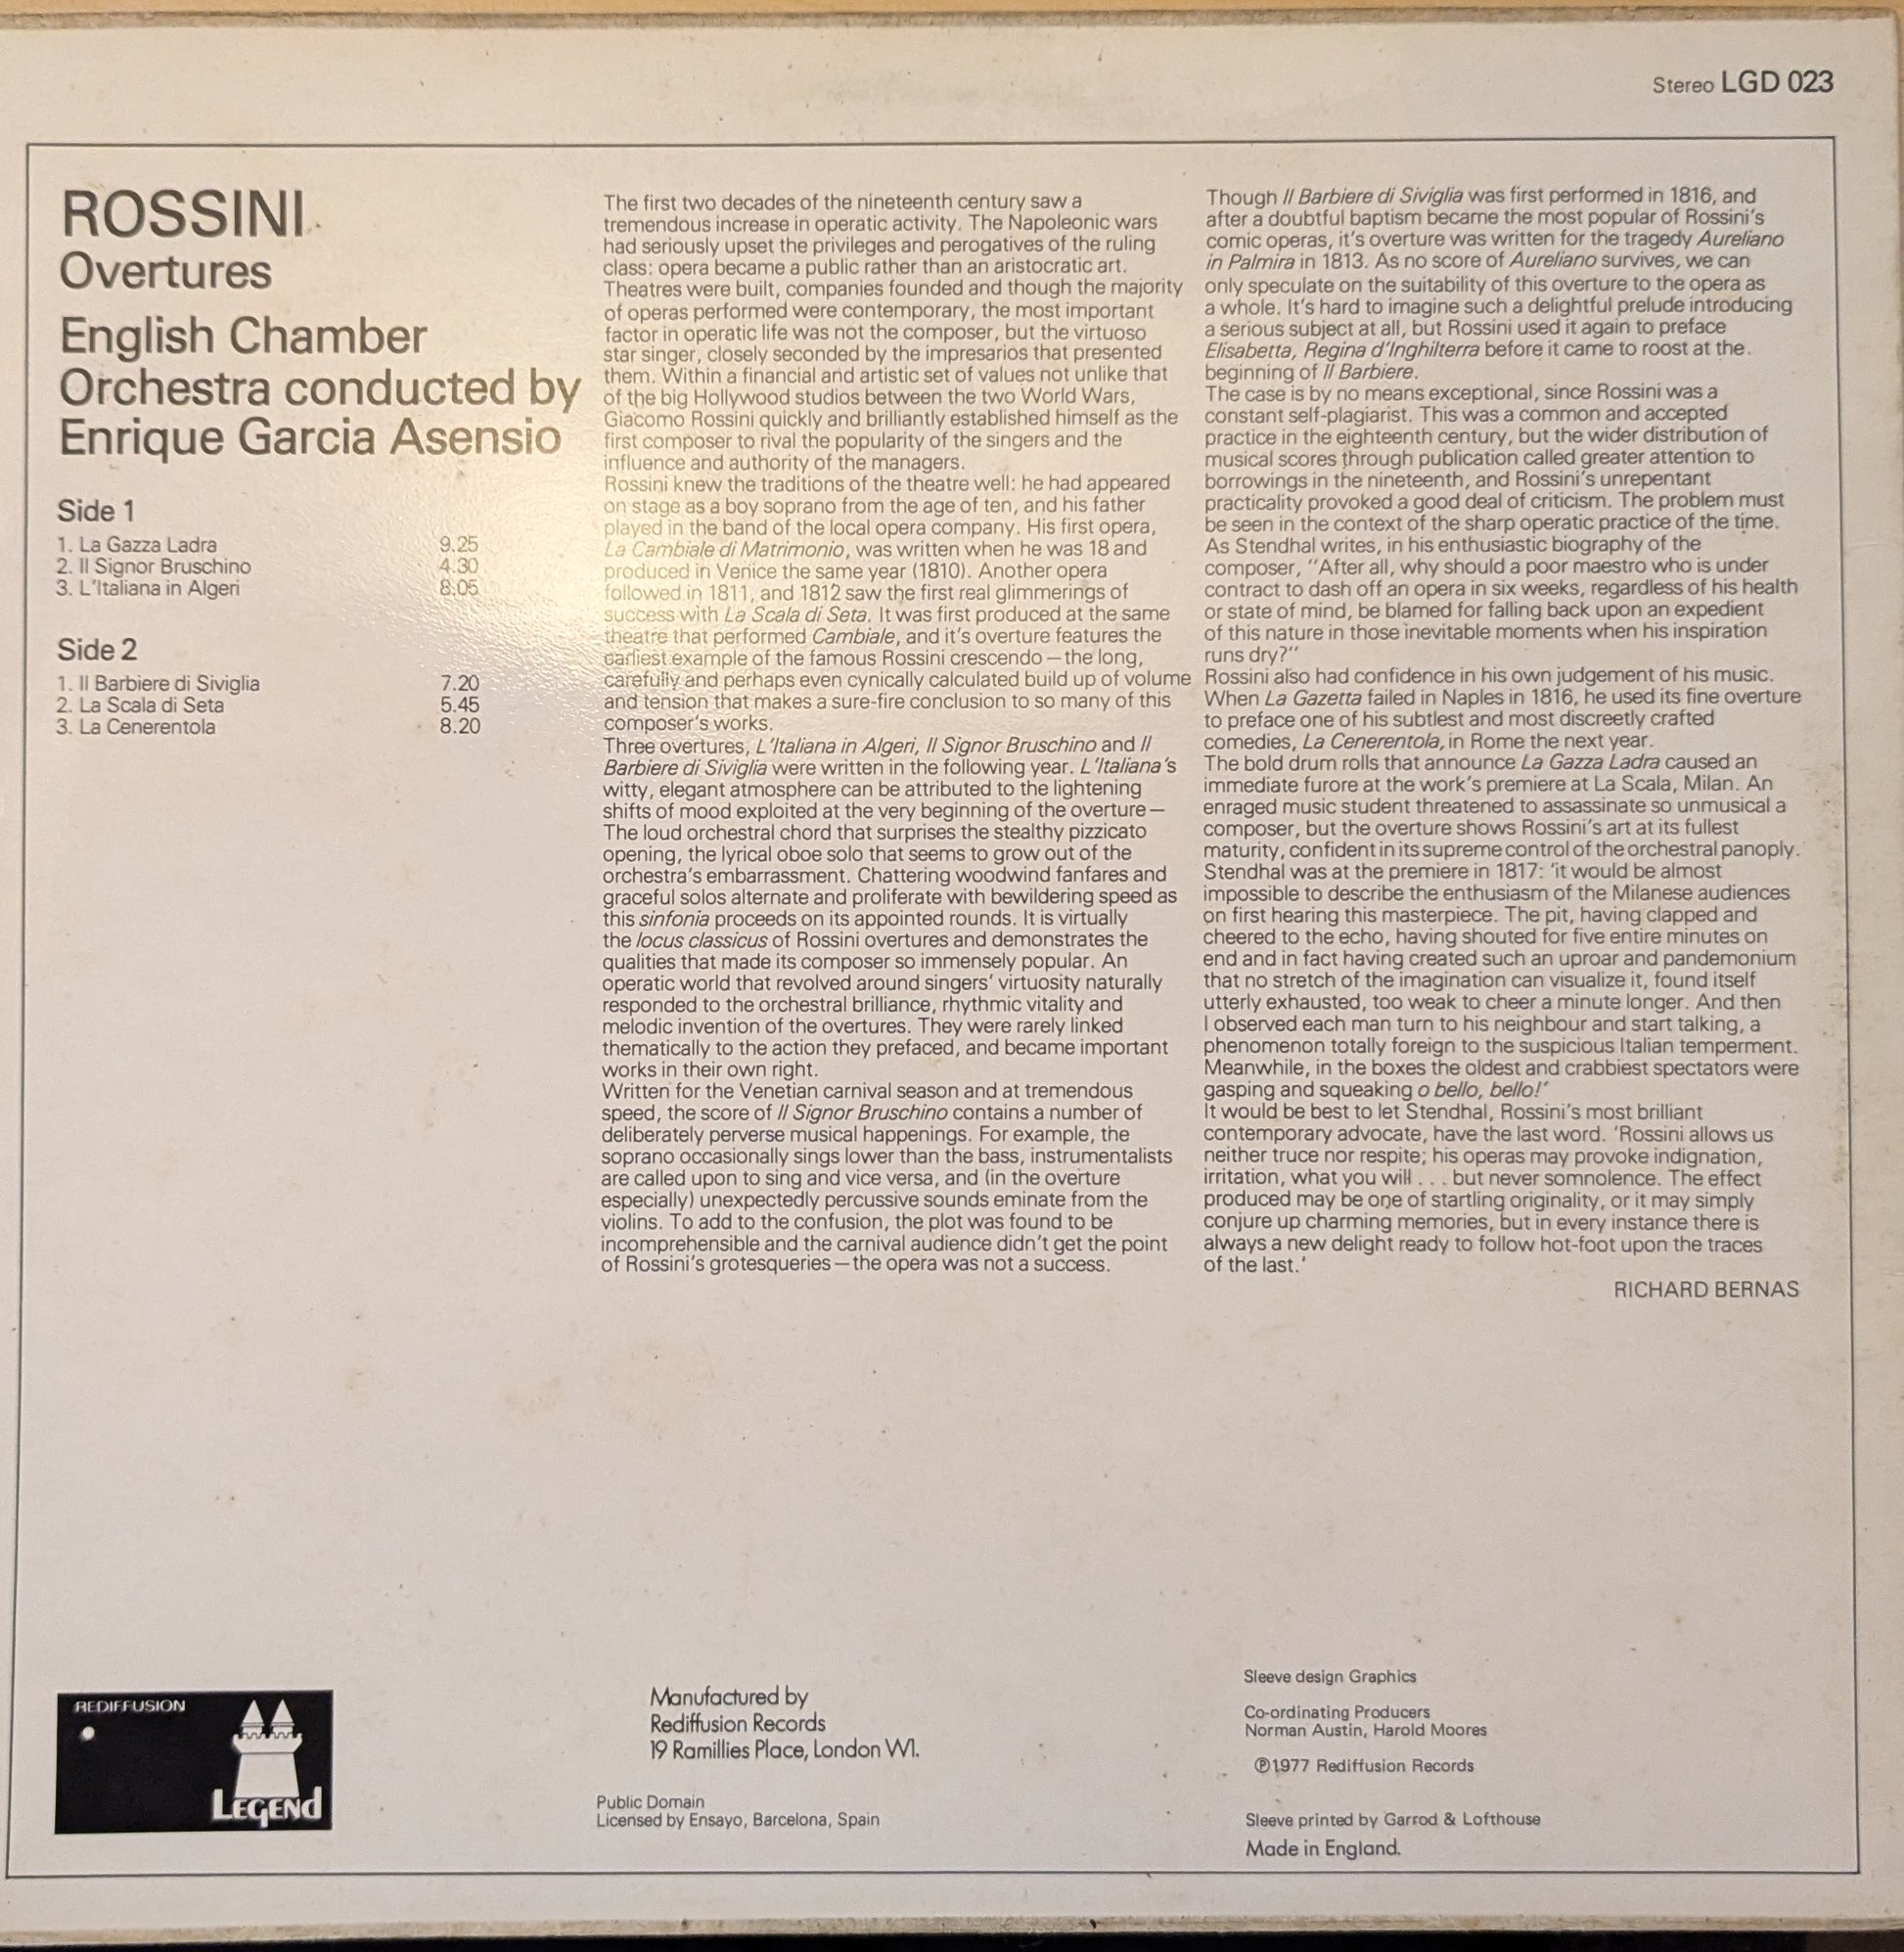 Stereo LGD 023
ROSSINI
Overtures
English Chamber
Orchestra conducted by
Enrique Garcia Asensio
Side 1
1. La Gazza Ladra 9.25
2. Il Signor Bruschino 4.30
3. L'Italiana in Algeri 8.05
Side 2
1. Il Barbiere di Siviglia 7.20
2. La Scala di Seta 5.45
3. La Cenerentola 8.20
The first two decades of the nineteenth century saw a
tremendous increase in operatic activity. The Napoleonic wars
had seriously upset the privileges and perogatives of the ruling
class: opera became a public rather than an aristocratic art.
Theatres were built, companies founded and though the majority
of operas performed were contemporary, the most important
factor in operatic life was not the composer, but the virtuoso
star singer, closely seconded by the impresarios that presented
them. Within a financial and artistic set of values not unlike that
of the big Hollywood studios between the two World Wars,
Giacomo Rossini quickly and brilliantly established himself as the
first composer to rival the popularity of the singers and the
influence and authority of the managers.
Rossini knew the traditions of the theatre well: he had appeared
on stage as a boy soprano from the age of ten, and his father
played in the band of the local opera company. His first opera,
La Cambiale di Matrimonio, was written when he was 18 and
produced in Venice the same year (1810). Another opera
followed in 1811, and 1812 saw the first real glimmerings of
success with La Scala di Seta. It was first produced at the same
theatre that performed Cambiale, and it's overture features the
earliest example of the famous Rossini crescendo—the long,
carefully and perhaps even cynically calculated build up of volume
and tension that makes a sure-fire conclusion to so many of this
composer's works.
Three overtures, L'Italiana in Algeri, Il Signor Bruschino and Il
Barbiere di Siviglia were written in the following year. L'Italiana's
witty, elegant atmosphere can be attributed to the lightening
shifts of mood exploited at the very beginning of the overture—
The loud orchestral chord that surprises the stealthy pizzicato
opening, the lyrical oboe solo that seems to grow out of the
orchestra's embarrassment. Chattering woodwind fanfares and
graceful solos alternate and proliferate with bewildering speed as
this sinfonia proceeds on its appointed rounds. It is virtually
the locus classicus of Rossini overtures and demonstrates the
qualities that made its composer so immensely popular. An
operatic world that revolved around singers' virtuosity naturally
responded to the orchestral brilliance, rhythmic vitality and
melodic invention of the overtures. They were rarely linked
thematically to the action they prefaced, and became important
works in their own right.
Written for the Venetian carnival season and at tremendous
speed, the score of Il Signor Bruschino contains a number of
deliberately perverse musical happenings. For example, the
soprano occasionally sings lower than the bass, instrumentalists
are called upon to sing and vice versa, and (in the overture
especially) unexpectedly percussive sounds eminate from the
violins. To add to the confusion, the plot was found to be
incomprehensible and the carnival audience didn't get the point
of Rossini's grotesqueries—the opera was not a success.
Though Il Barbiere di Siviglia was first performed in 1816, and
after a doubtful baptism became the most popular of Rossini's
comic operas, it's overture was written for the tragedy Aureliano
in Palmira in 1813. As no score of Aureliano survives, we can
only speculate on the suitability of this overture to the opera as
a whole. It's hard to imagine such a delightful prelude introducing
a serious subject at all, but Rossini used it again to preface
Elisabetta, Regina d'Inghilterra before it came to roost at the.
beginning of Il Barbiere.
The case is by no means exceptional, since Rossini was a
constant self-plagiarist. This was a common and accepted
practice in the eighteenth century, but the wider distribution of
musical scores through publication called greater attention to
borrowings in the nineteenth, and Rossini's unrepentant
practicality provoked a good deal of criticism. The problem must
be seen in the context of the sharp operatic practice of the time.
As Stendhal writes, in his enthusiastic biography of the
composer, "After all, why should a poor maestro who is under
contract to dash off an opera in six weeks, regardless of his health
or state of mind, be blamed for falling back upon an expedient
of this nature in those inevitable moments when his inspiration
runs dry?"
Rossini also had confidence in his own judgement of his music.
When La Gazetta failed in Naples in 1816, he used its fine overture
to preface one of his subtlest and most discreetly crafted
comedies, La Cenerentola, in Rome the next year.
The bold drum rolls that announce La Gazza Ladra caused an
immediate furore at the work's premiere at La Scala, Milan. An
enraged music student threatened to assassinate so unmusical a
composer, but the overture shows Rossini's art at its fullest
maturity, confident in its supreme control of the orchestral panoply.
Stendhal was at the premiere in 1817: 'it would be almost
impossible to describe the enthusiasm of the Milanese audiences
on first hearing this masterpiece. The pit, having clapped and
cheered to the echo, having shouted for five entire minutes on
end and in fact having created such an uproar and pandemonium
that no stretch of the imagination can visualize it, found itself
utterly exhausted, too weak to cheer a minute longer. And then
I observed each man turn to his neighbour and start talking, a
phenomenon totally foreign to the suspicious Italian temperment.
Meanwhile, in the boxes the oldest and crabbiest spectators were
gasping and squeaking o bello, bello!'
It would be best to let Stendhal, Rossini's most brilliant
contemporary advocate, have the last word. 'Rossini allows us
neither truce nor respite; his operas may provoke indignation,
irritation, what you will . . . but never somnolence. The effect
produced may be one of startling originality, or it may simply
conjure up charming memories, but in every instance there is
always a new delight ready to follow hot-foot upon the traces
of the last.'
RICHARD BERNAS
REDIFFUSION
LEGENd
Manufactured by
Rediffusion Records
19 Ramillies Place, London W1.
Public Domain
Licensed by Ensayo, Barcelona, Spain
Sleeve design Graphics
Co-ordinating Producers
Norman Austin, Harold Moores
℗1977 Rediffusion Records
Sleeve printed by Garrod & Lofthouse
Made in England.